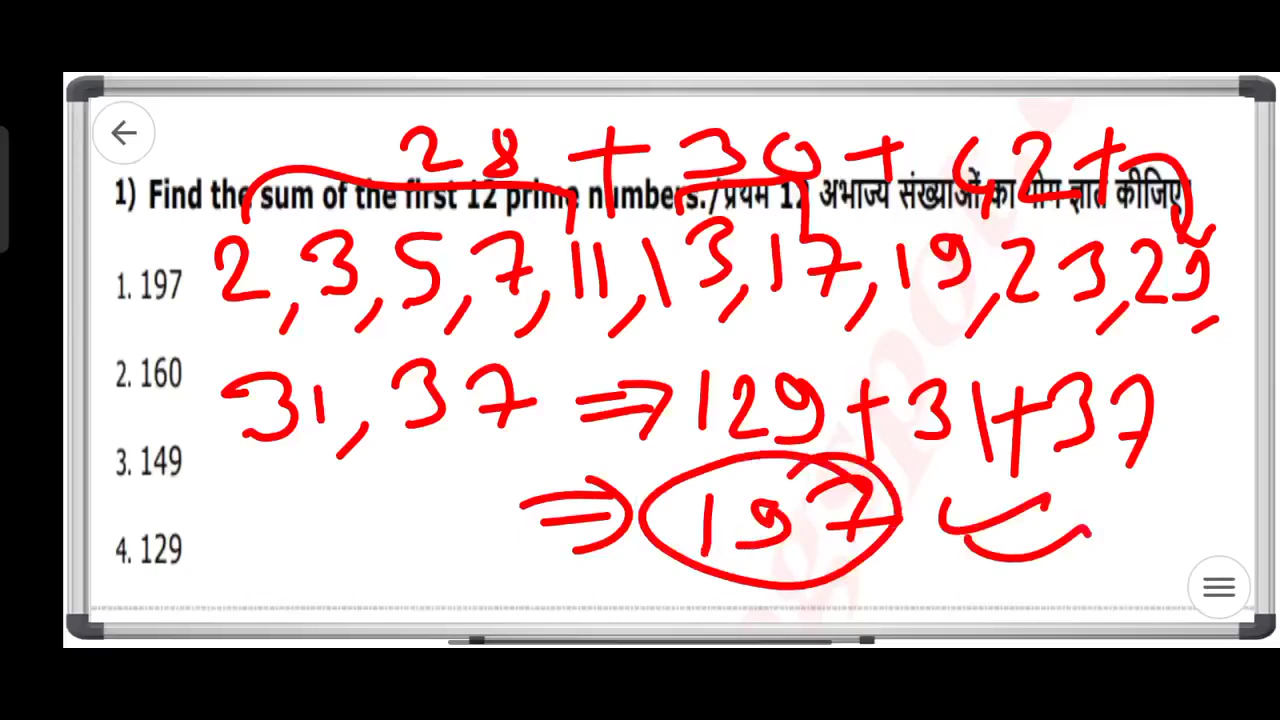 28 + 30 + 42 +
1) Find the sum of the first 12 prime numbers./प्रथम 12 अभाज्य संख्याओं का योग ज्ञात कीजिए
2, 3, 5, 7, 11, 13, 17, 19, 23, 29,
1. 197
2. 160
31, 37 ⇒ 129 + 31 + 37
3. 149
⇒ 197
4. 129